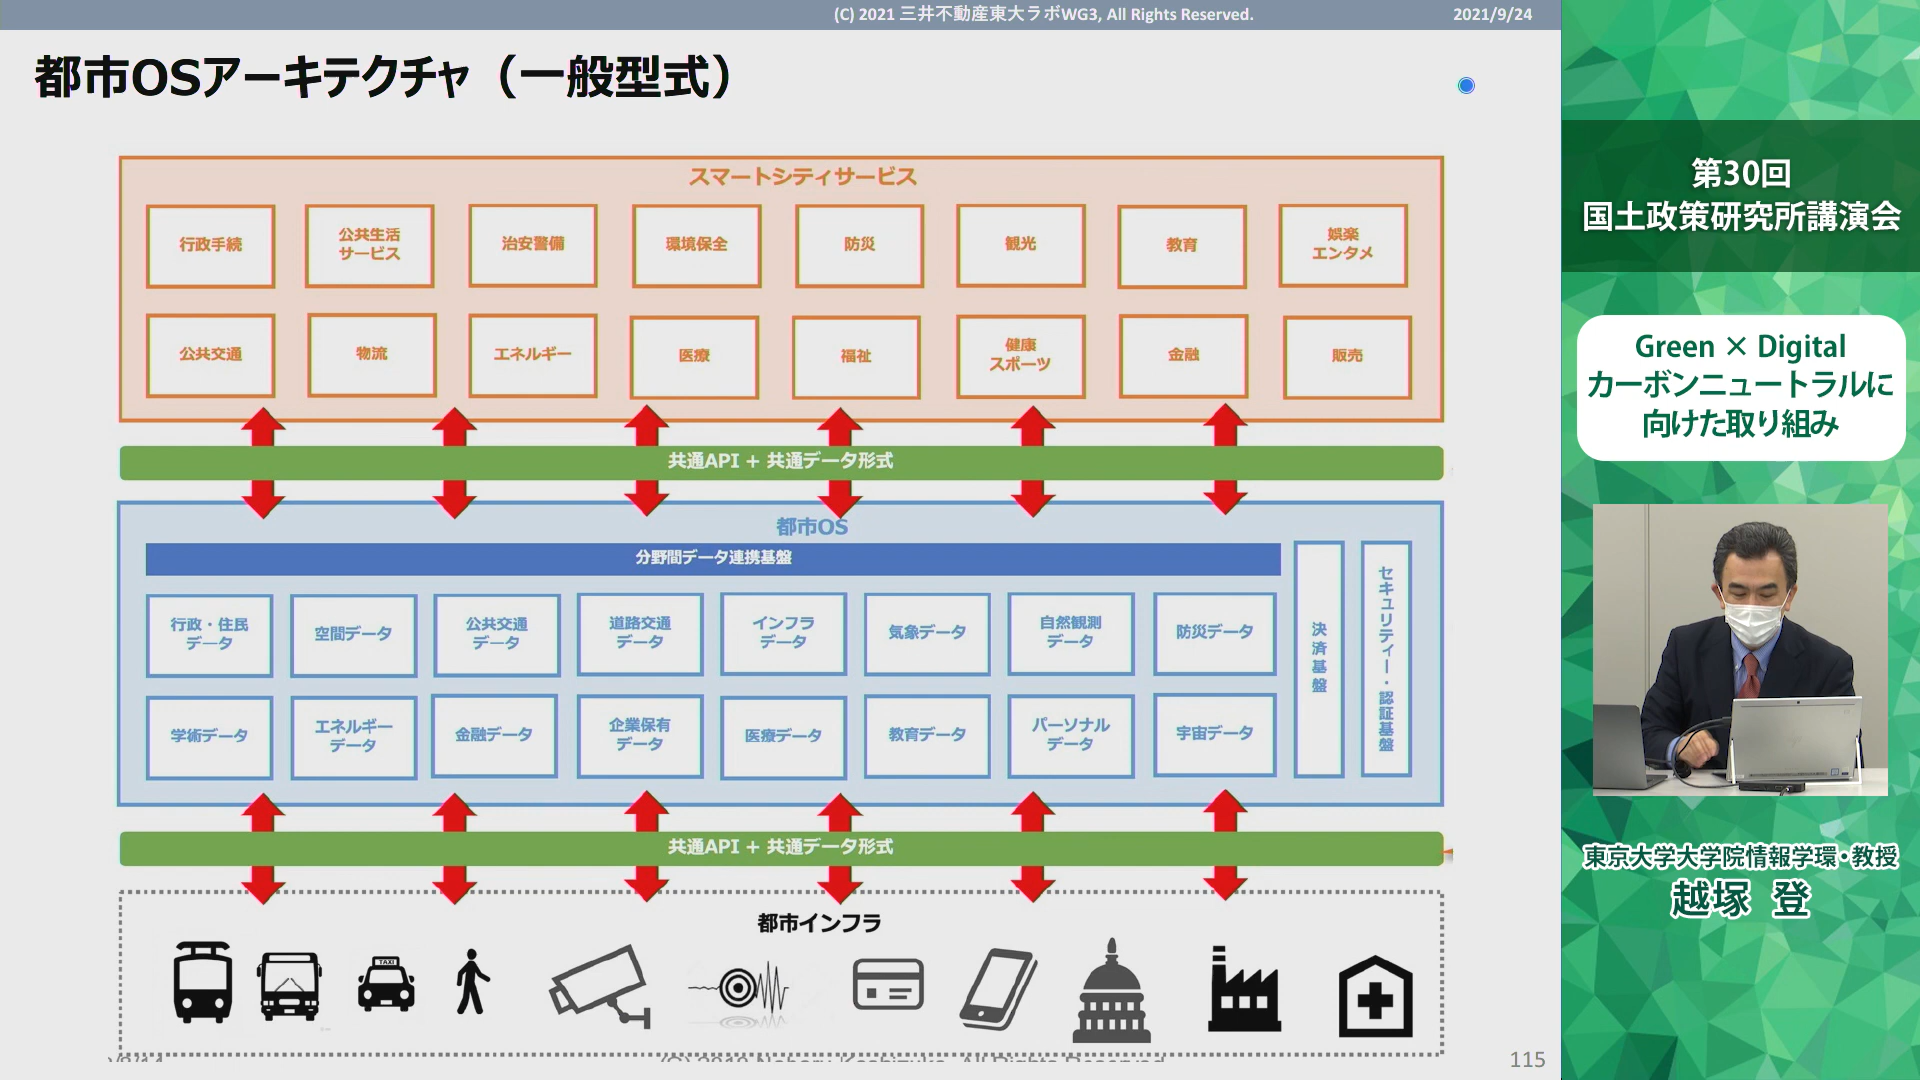 (C) 2021 三井不動産東大ラボWG3, All Rights Reserved.
2021/9/24
都市OSアーキテクチャ（一般型式）
スマートシティサービス
行政手続
公共生活
サービス
治安警備
環境保全
防災
観光
教育
娯楽
エンタメ
公共交通
物流
エネルギー
医療
福祉
健康
スポーツ
金融
販売
共通API + 共通データ形式
都市OS
分野間データ連携基盤
行政・住民
データ
空間データ
公共交通
データ
道路交通
データ
インフラ
データ
気象データ
自然観測
データ
防災データ
学術データ
エネルギー
データ
金融データ
企業保有
データ
医療データ
教育データ
パーソナル
データ
宇宙データ
決済基盤
セキュリティー・認証基盤
共通API + 共通データ形式
都市インフラ
TAXI
115
第30回
国土政策研究所講演会
Green × Digital
カーボンニュートラルに
向けた取り組み
東京大学大学院情報学環・教授
越塚 登